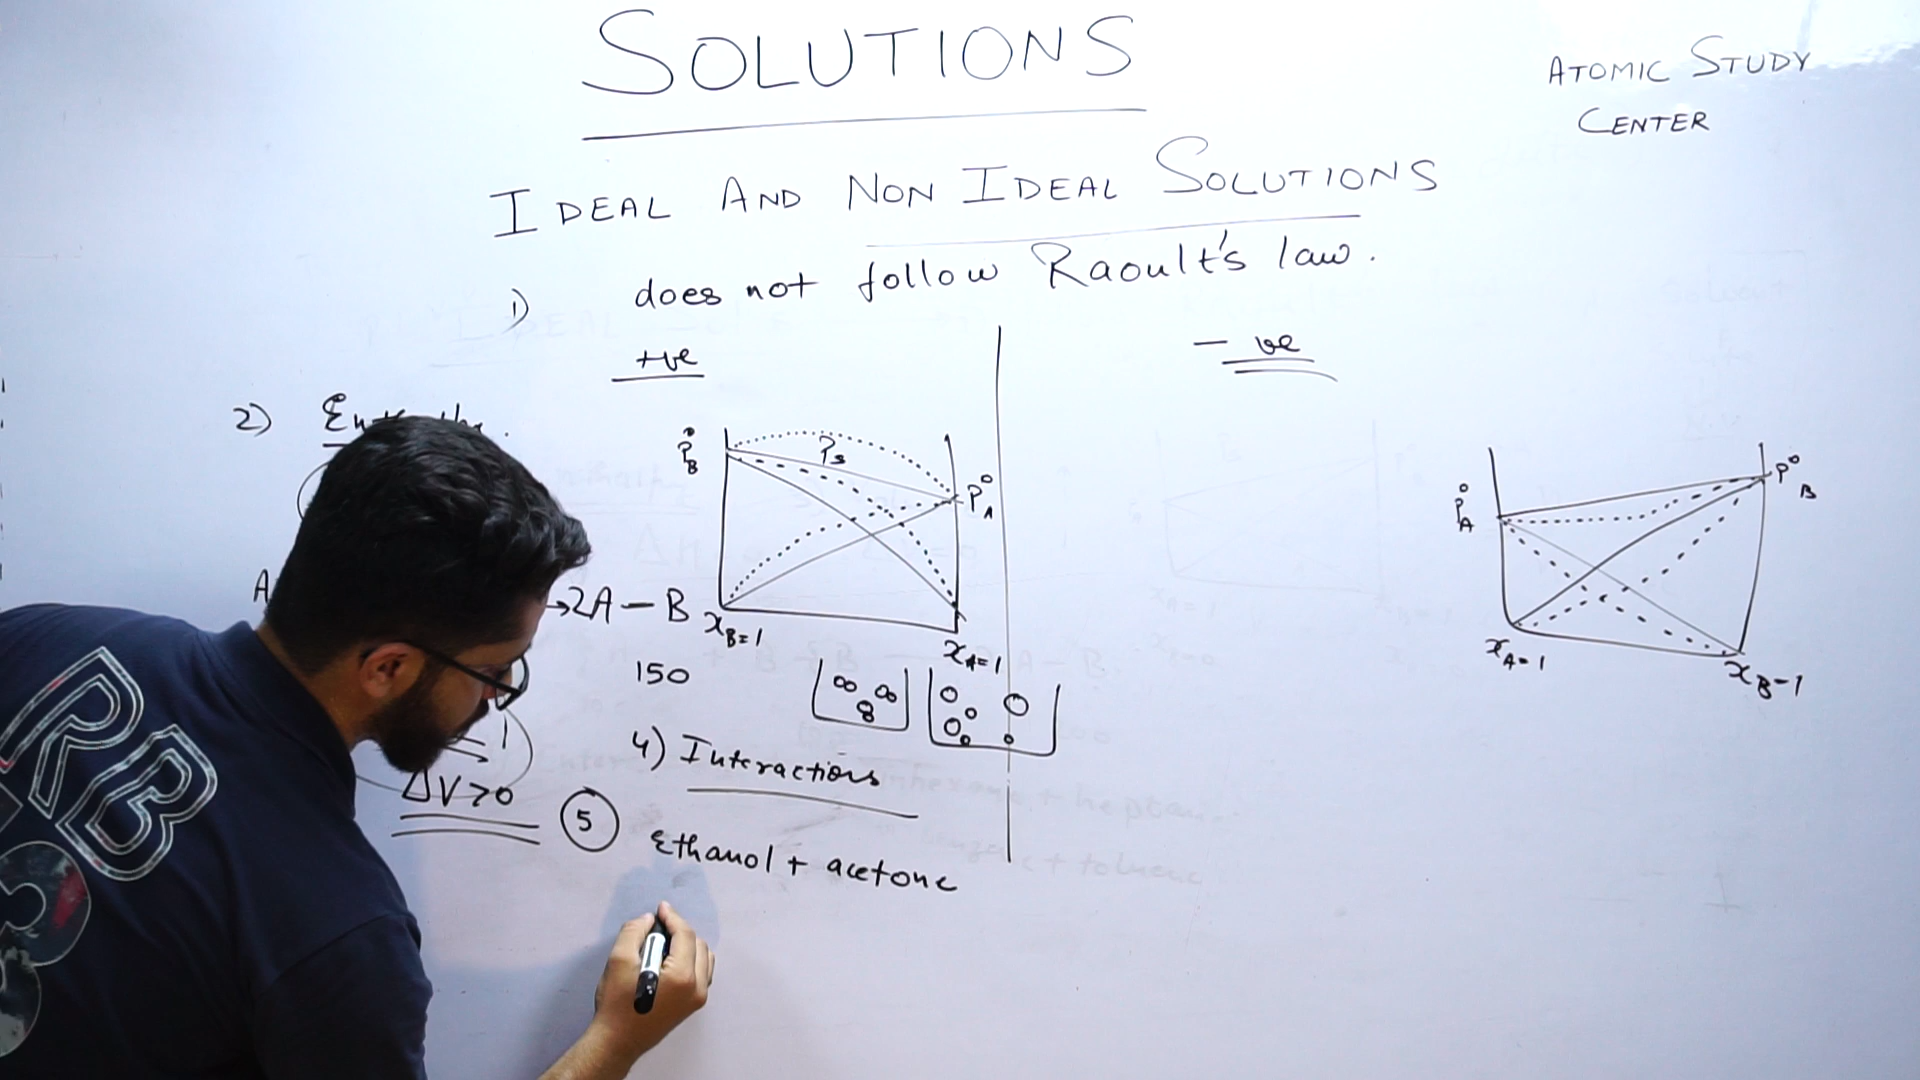 SOLUTIONS
ATOMIC STUDY
CENTER
IDEAL AND NON IDEAL SOLUTIONS
1) does not follow Raoult's law.
+ve
- ve
2)
P°B
Ps
P°A
P°A
P°B
A
→2A - B
xB=1
xA=1
xA=1
xB-1
150
4) Interactions
ΔV>0
5 Ethanol + acetone
RB